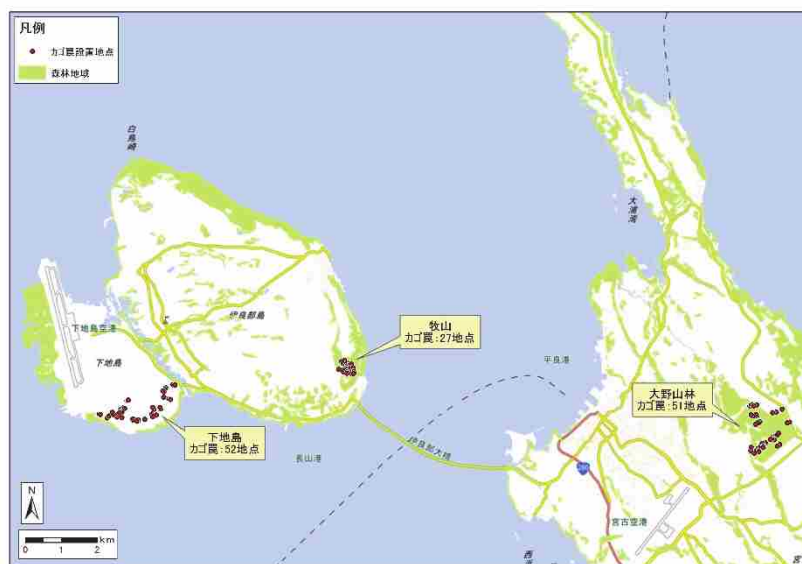 凡例
カゴ罠設置地点
森林地域
白鳥崎
大浦湾
伊良部島
下地島空港
下地島
牧山
カゴ罠:27地点
平良港
大野山林
カゴ罠:51地点
下地島
カゴ罠:52地点
長山港
伊良部大橋
390
宮古空港
N
km
0 1 2